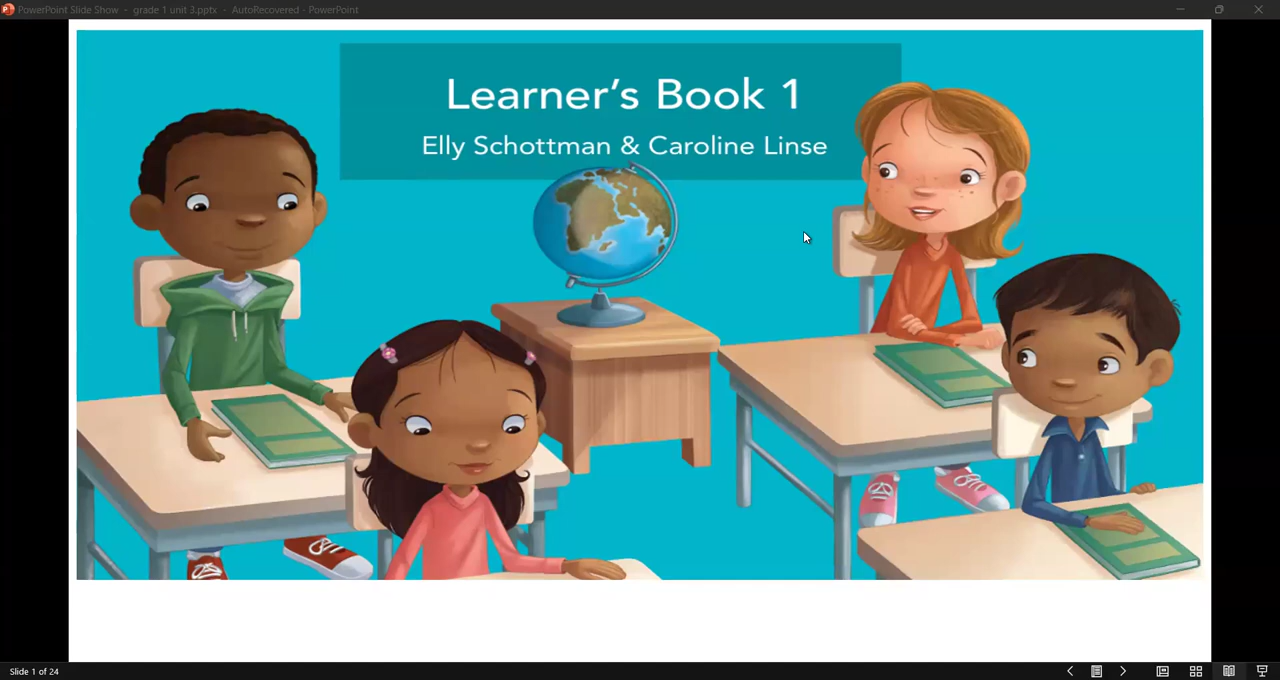 PowerPoint Slide Show - grade 1 unit 3.pptx - AutoRecovered - PowerPoint
Learner's Book 1
Elly Schottman & Caroline Linse
Slide 1 of 24